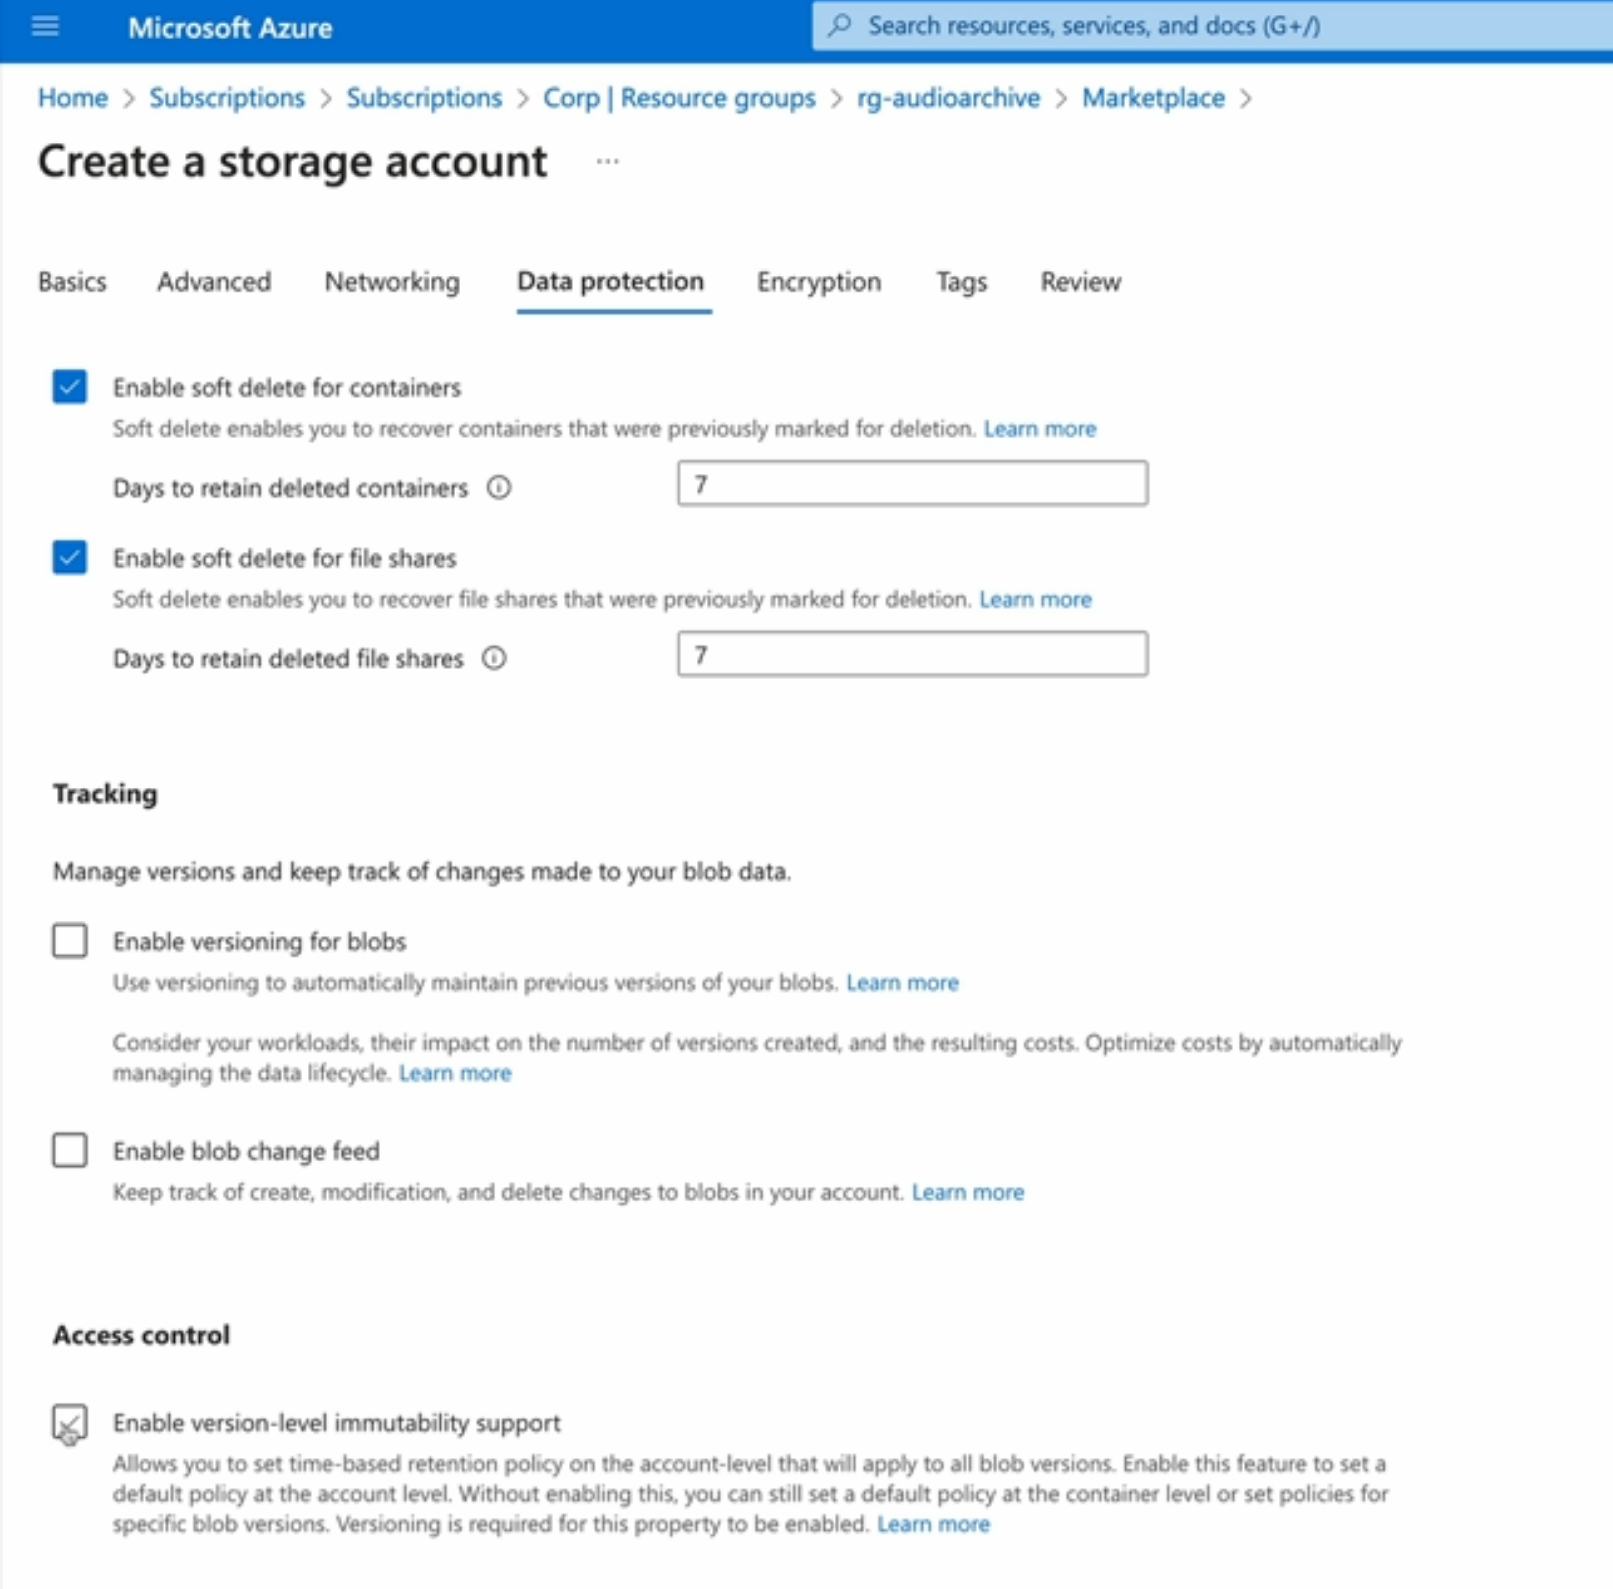 Microsoft Azure
Search resources, services, and docs (G+/)
Home > Subscriptions > Subscriptions > Corp | Resource groups > rg-audioarchive > Marketplace >
Create a storage account ...
Basics Advanced Networking Data protection Encryption Tags Review
Enable soft delete for containers
Soft delete enables you to recover containers that were previously marked for deletion. Learn more
Days to retain deleted containers 7
Enable soft delete for file shares
Soft delete enables you to recover file shares that were previously marked for deletion. Learn more
Days to retain deleted file shares 7
Tracking
Manage versions and keep track of changes made to your blob data.
Enable versioning for blobs
Use versioning to automatically maintain previous versions of your blobs. Learn more
Consider your workloads, their impact on the number of versions created, and the resulting costs. Optimize costs by automatically
managing the data lifecycle. Learn more
Enable blob change feed
Keep track of create, modification, and delete changes to blobs in your account. Learn more
Access control
Enable version-level immutability support
Allows you to set time-based retention policy on the account-level that will apply to all blob versions. Enable this feature to set a
default policy at the account level. Without enabling this, you can still set a default policy at the container level or set policies for
specific blob versions. Versioning is required for this property to be enabled. Learn more